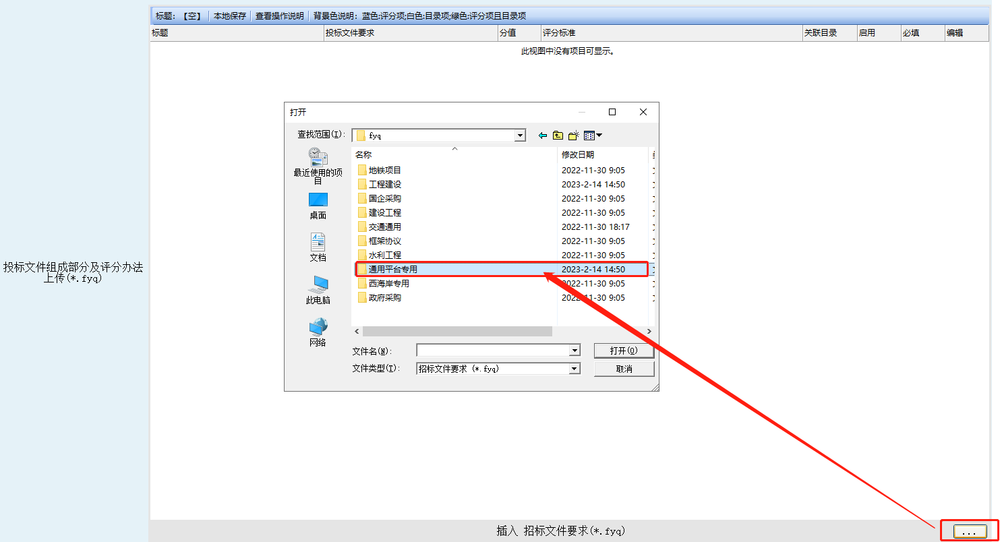 标题: 【空】 本地保存 查看操作说明 背景色说明: 蓝色:评分项;白色:目录项;绿色:评分项且目录项
标题 投标文件要求 分值 评分标准 关联目录 启用 必填 编辑
此视图中没有项目可显示。
打开
查找范围(I): fyq
名称 修改日期
地铁项目 2022-11-30 9:05
工程建设 2023-2-14 14:50
国企采购 2022-11-30 9:05
建设工程 2022-11-30 9:05
交通通用 2022-11-30 18:17
框架协议 2022-11-30 9:05
水利工程 2022-11-30 9:05
通用平台专用 2023-2-14 14:50
西海岸专用 2022-11-30 9:05
政府采购 2022-11-30 9:05
最近使用的项
目
桌面
文档
此电脑
网络
文件名(N): 打开(O)
文件类型(T): 招标文件要求 (*.fyq) 取消
投标文件组成部分及评分办法
上传(*.fyq)
插入 招标文件要求(*.fyq) ...